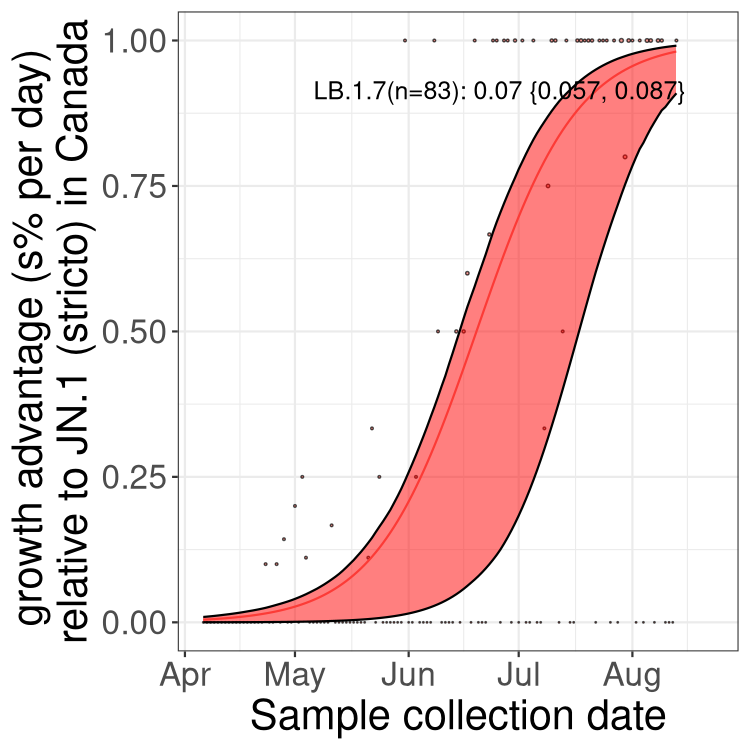 growth advantage (s% per day)
relative to JN.1 (stricto) in Canada
1.00
0.75
0.50
0.25
0.00
LB.1.7(n=83): 0.07 {0.057, 0.087}
Apr May Jun Jul Aug
Sample collection date